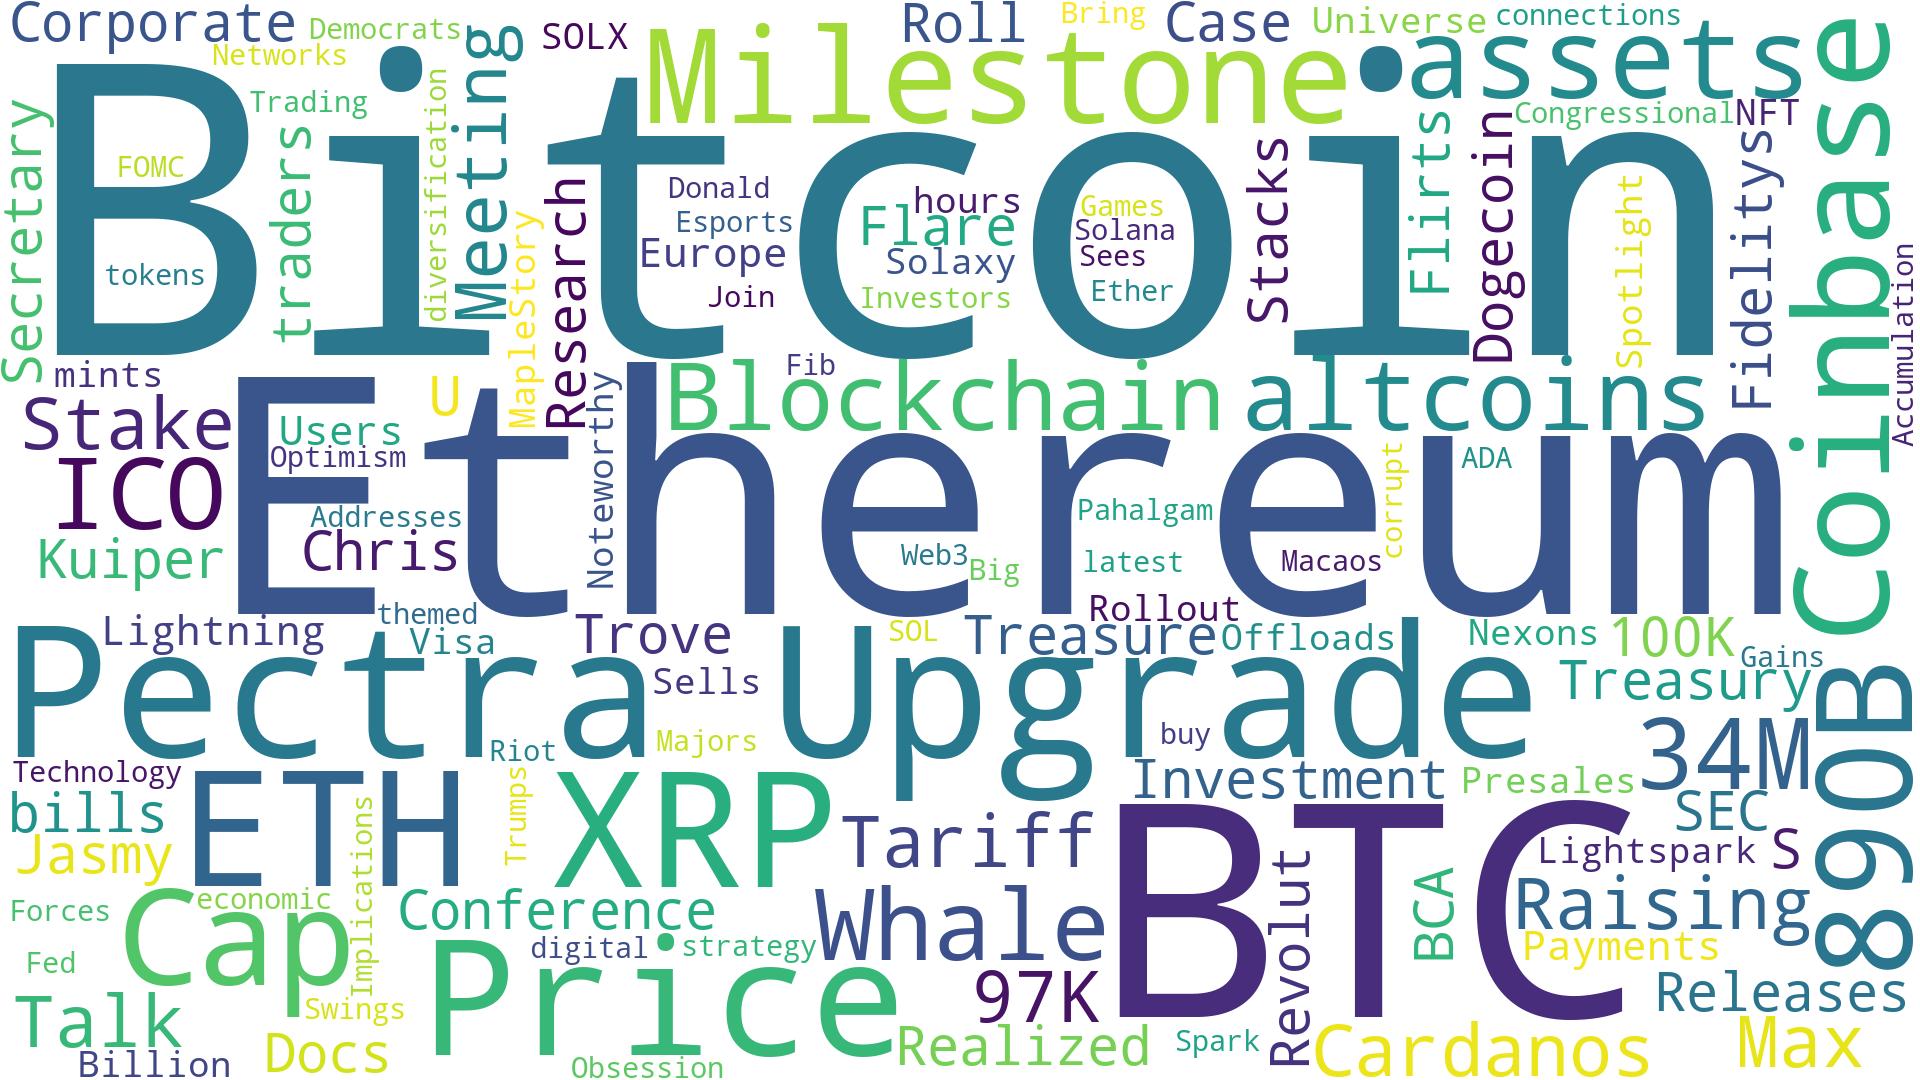 Corporate
Democrats
Networks
SOLX
Milestone
Roll
Bring
Case
Universe
connections
assets
Coinbase
Secretary
Trading
FOMC
tokens
traders
diversification
Meeting
MapleStory
Research
Bitcoin
Donald
Esports
Europe
Join
hours
Flare
Solaxy
Investors
Games
Solana
Sees
Ether
Stacks
Flirts
Dogecoin
Congressional
NFT
Spotlight
Fidelitys
Accumulation
mints
Stake
ICO
Kuiper
Users
Optimism
U
Addresses
Chris
Noteworthy
Blockchain
Fib
altcoins
Ethereum
ADA
corrupt
Pahalgam
Web3
Big
latest
Macaos
Rollout
themed
Lightning
Visa
Trove
Sells
SOL
Treasure
Offloads
Nexons
100K
Gains
Treasury
Pectra Upgrade
Riot
Majors
buy
Investment
Presales
34M
890B
Technology
bills
Jasmy
ETH
Implications
Trumps
XRP
Tariff
BTC
SEC
Lightspark
S
Forces
economic
Cap
Fed
Conference
Whale
Revolut
BCA
Raising
Payments
digital
strategy
Price
97K
Releases
Talk
Swings
Billion
Docs
Obsession
Realized
Spark
Cardanos
Max